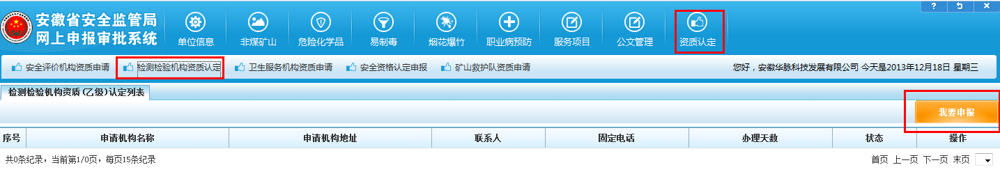 安徽省安全监管局
网上申报审批系统
单位信息 非煤矿山 危险化学品 易制毒 烟花爆竹 职业病预防 服务项目 公文管理 资质认定
安全评价机构资质申请 检测检验机构资质认定 卫生服务机构资质申请 安全资格认定申报 矿山救护队资质申请 您好，安徽华脉科技发展有限公司 今天是2013年12月18日 星期三
检测检验机构资质(乙级)认定列表
我要申报
序号 申请机构名称 申请机构地址 联系人 固定电话 办理天数 状态 操作
共0条纪录，当前第1/0页，每页15条纪录 首页 上一页 下一页 末页